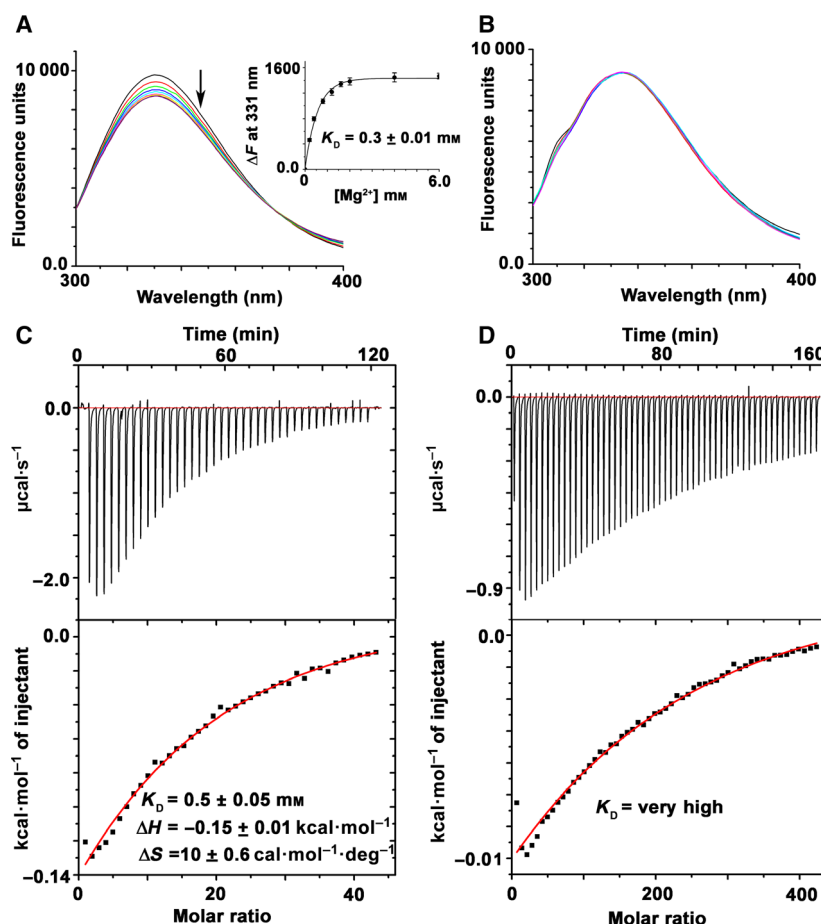 A
10 000
Fluorescence units
0.0
300
400
Wavelength (nm)
1600
ΔF at 331 nm
0.0
K_D = 0.3 ± 0.01 mM
0
6.0
[Mg²⁺] mM
B
10 000
Fluorescence units
0.0
300
400
Wavelength (nm)
C
Time (min)
0
60
120
0.0
µcal·s⁻¹
−2.0
0.0
kcal·mol⁻¹ of injectant
K_D = 0.5 ± 0.05 mM
ΔH = −0.15 ± 0.01 kcal·mol⁻¹
ΔS =10 ± 0.6 cal·mol⁻¹·deg⁻¹
−0.14
0
20
40
Molar ratio
D
Time (min)
0
80
160
0.0
µcal·s⁻¹
−0.9
0.0
kcal·mol⁻¹ of injectant
K_D = very high
−0.01
0
200
400
Molar ratio